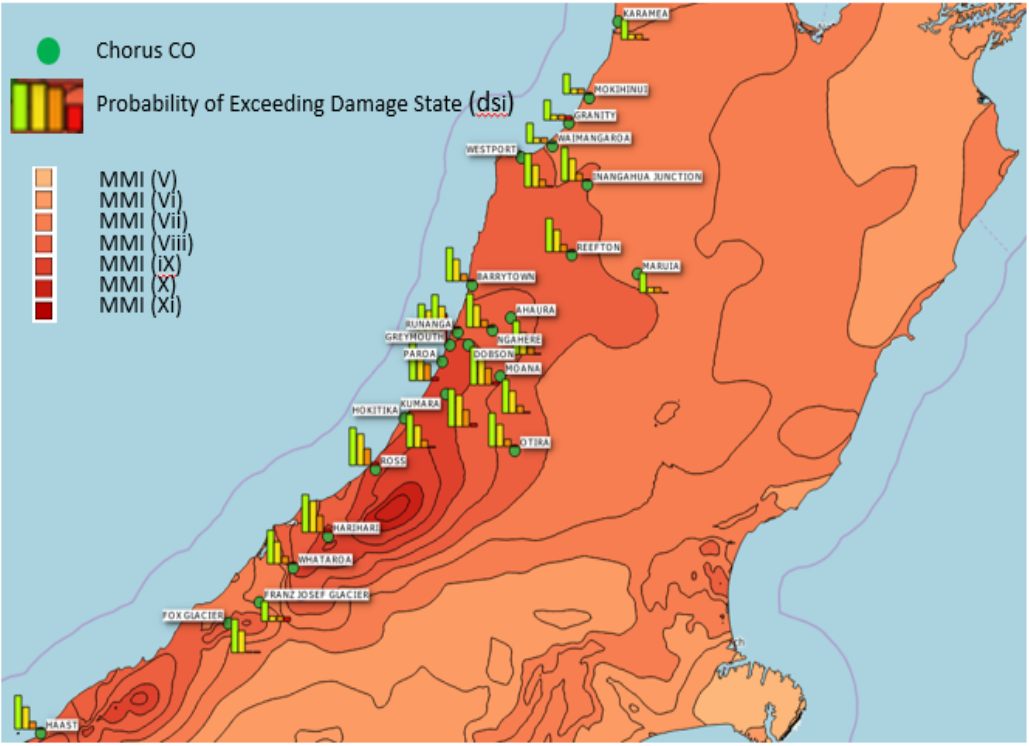 KARAMEA
Chorus CO
MOKIHINUI
Probability of Exceeding Damage State (dsi)
GRANITY
WAIMANGAROA
WESTPORT
INANGAHUA JUNCTION
MMI (V)
MMI (Vi)
MMI (Vii)
MMI (Viii)
MMI (iX)
MMI (X)
MMI (Xi)
REEFTON
MARUIA
BARRYTOWN
AHAURA
RUNANGA
GREYMOUTH
NGAHERE
PAROA
DOBSON
MOANA
KUMARA
HOKITIKA
OTIRA
ROSS
HARIHARI
WHATAROA
FRANZ JOSEF GLACIER
FOX GLACIER
HAAST